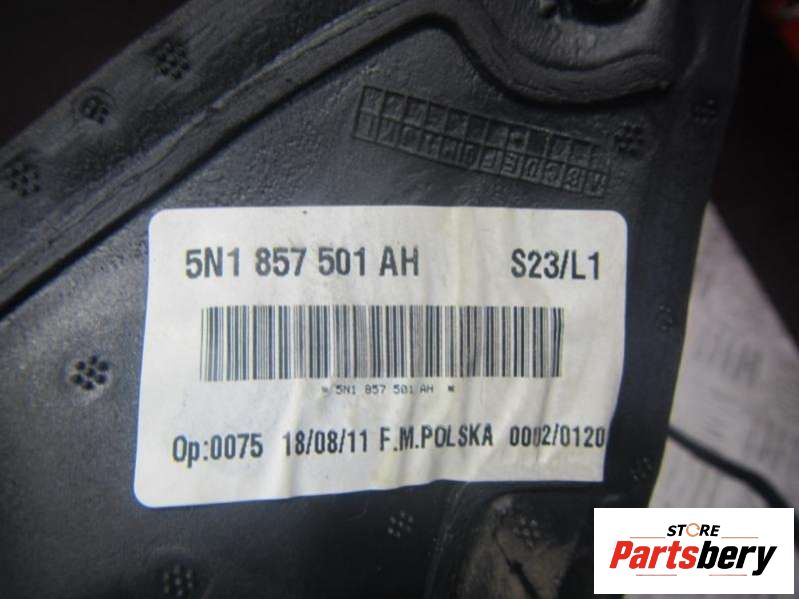 5N1 857 501 AH S23/L1
* 5N1 857 501 AH *
Op:0075 18/08/11 F.M.POLSKA 0002/0120
STORE
Partsbery